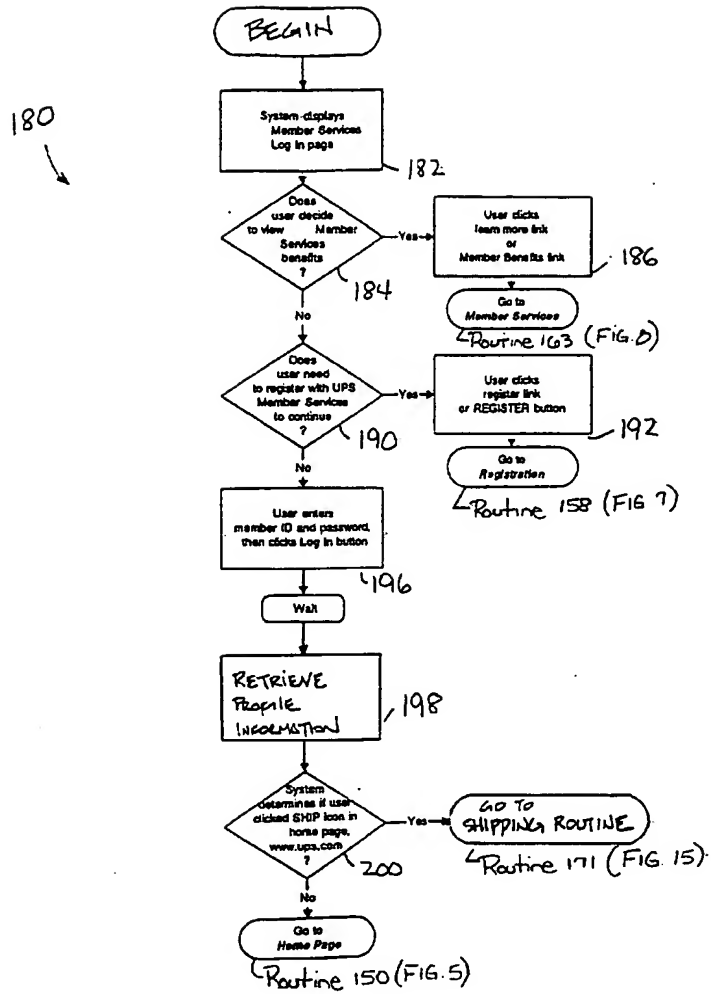 BEGIN
180
System displays
Member Services
Log In page
182
Does
user decide
to view Member
Services
benefits
?
184
Yes
User clicks
learn more link
or
Member Benefits link
186
Go to
Member Services
Routine 163 (FIG. 8)
No
Does
user need
to register with UPS
Member Services
to continue
?
190
Yes
User clicks
register link
or REGISTER button
192
Go to
Registration
Routine 158 (FIG 7)
No
User enters
member ID and password,
then clicks Log In button
196
Wait
RETRIEVE
PROFILE
INFORMATION
198
System
determines if user
clicked SHIP icon in
home page,
www.ups.com
?
200
Yes
GO TO
SHIPPING ROUTINE
Routine 171 (FIG. 15)
No
Go to
Home Page
Routine 150 (FIG. 5)